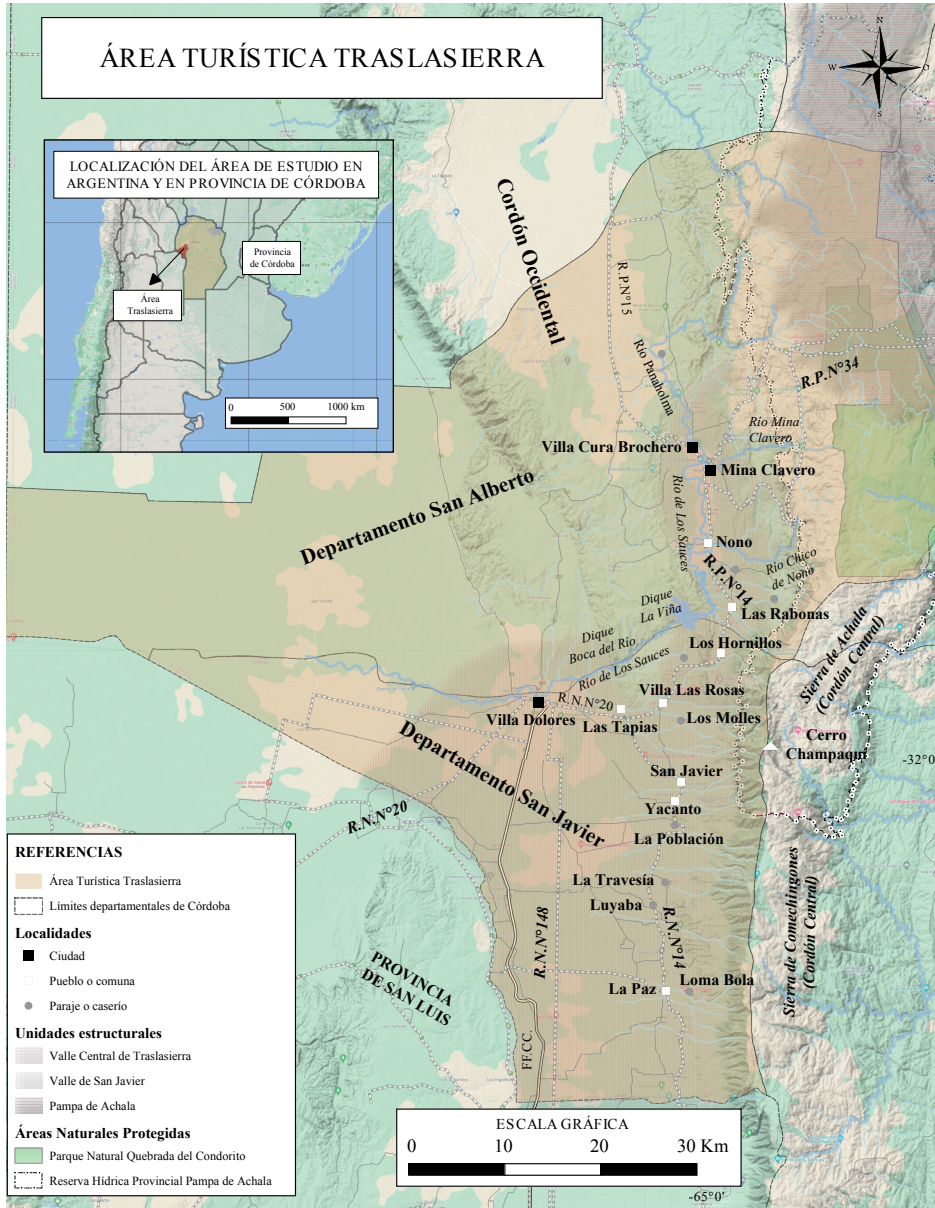 ÁREA TURÍSTICA TRASLASIERRA
N
W
O
S
LOCALIZACIÓN DEL ÁREA DE ESTUDIO EN
ARGENTINA Y EN PROVINCIA DE CÓRDOBA
Provincia
de Córdoba
Área
Traslasierra
0 500 1000 km
Cordón Occidental
R.P.N°15
Río Panaholma
R.P.N°34
Río Mina
Clavero
Villa Cura Brochero
Mina Clavero
Departamento San Alberto
Río de Los Sauces
Nono
R.P.N°14
Río Chico
de Nono
Dique
La Viña
Las Rabonas
Dique
Boca del Río
Los Hornillos
Río de Los Sauces
Sierra de Achala
(Cordón Central)
R.N.N°20
Villa Las Rosas
Villa Dolores
Las Tapias
Los Molles
Cerro
Champaquí
-32°0'
Departamento San Javier
San Javier
Yacanto
R.N.N°20
La Población
La Travesía
Luyaba
R.N.N°148
R.N.N°14
Sierra de Comechingones
(Cordón Central)
PROVINCIA
DE SAN LUIS
La Paz
Loma Bola
FF.CC.
REFERENCIAS
Área Turística Traslasierra
Límites departamentales de Córdoba
Localidades
Ciudad
Pueblo o comuna
Paraje o caserío
Unidades estructurales
Valle Central de Traslasierra
Valle de San Javier
Pampa de Achala
Áreas Naturales Protegidas
Parque Natural Quebrada del Condorito
Reserva Hídrica Provincial Pampa de Achala
ESCALA GRÁFICA
0 10 20 30 Km
-65°0'